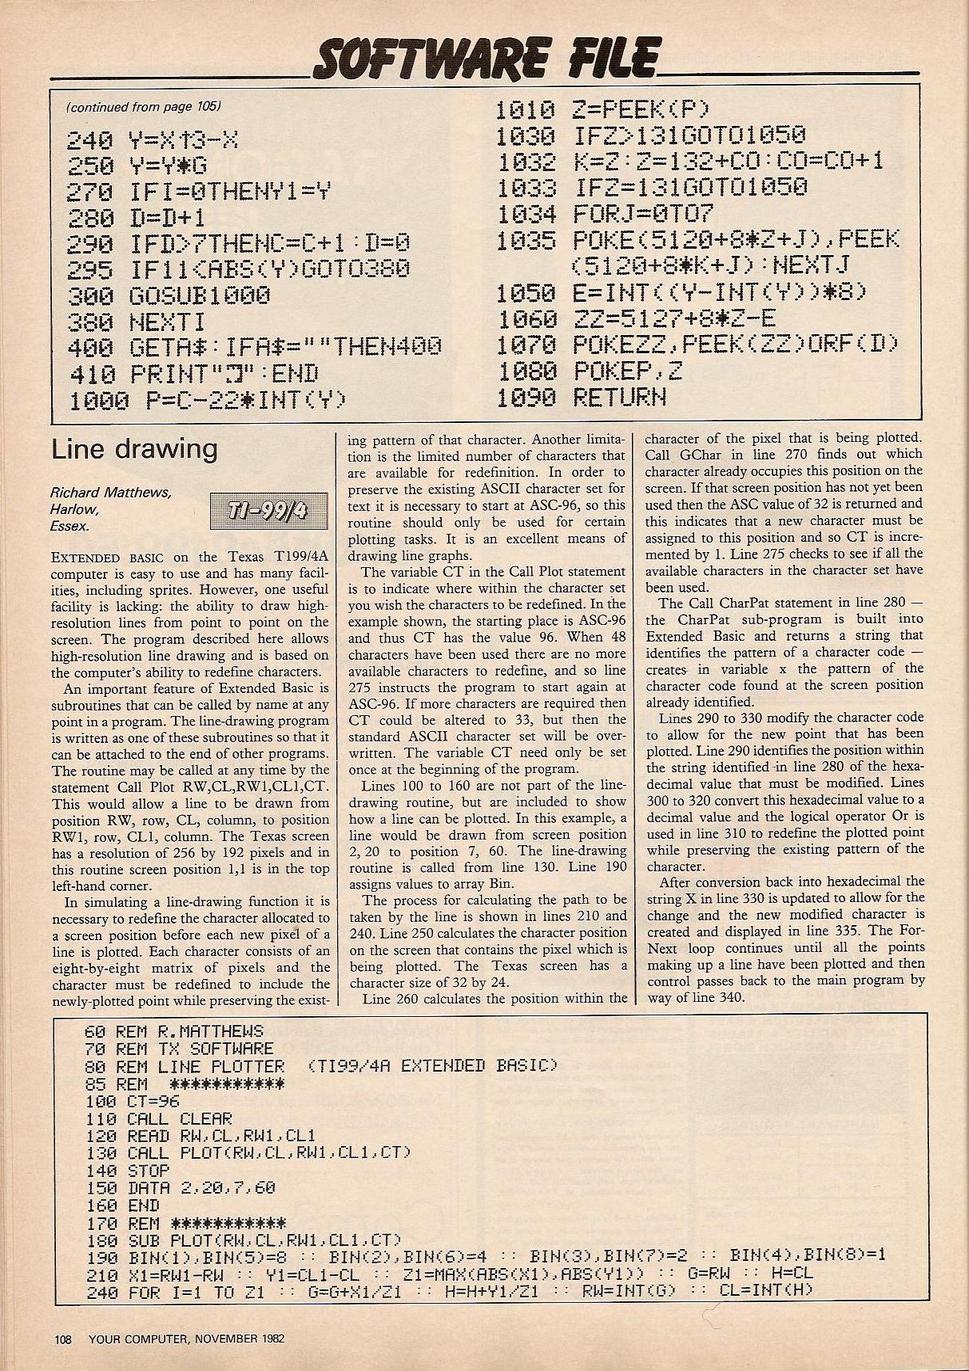 SOFTWARE FILE
(continued from page 105)
240 Y=X↑3-X
250 Y=Y*G
270 IFI=0THENY1=Y
280 D=D+1
290 IFD>7THENC=C+1:D=0
295 IF11<ABS(Y)GOTO380
300 GOSUB1000
380 NEXTI
400 GETA$:IFA$=""THEN400
410 PRINT"":END
1000 P=C-22*INT(Y)
1010 Z=PEEK(P)
1030 IFZ>131GOTO1050
1032 K=Z:Z=132+CO:CO=CO+1
1033 IFZ=131GOTO1050
1034 FORJ=0TO7
1035 POKE(5120+8*Z+J),PEEK
(5120+8*K+J):NEXTJ
1050 E=INT((Y-INT(Y))*8)
1060 ZZ=5127+8*Z-E
1070 POKEZZ,PEEK(ZZ)ORF(D)
1080 POKEP,Z
1090 RETURN
Line drawing
Richard Matthews,
Harlow,
Essex.
TI-99/4
EXTENDED BASIC on the Texas T199/4A
computer is easy to use and has many facil-
ities, including sprites. However, one useful
facility is lacking: the ability to draw high-
resolution lines from point to point on the
screen. The program described here allows
high-resolution line drawing and is based on
the computer's ability to redefine characters.
An important feature of Extended Basic is
subroutines that can be called by name at any
point in a program. The line-drawing program
is written as one of these subroutines so that it
can be attached to the end of other programs.
The routine may be called at any time by the
statement Call Plot RW,CL,RW1,CL1,CT.
This would allow a line to be drawn from
position RW, row, CL, column, to position
RW1, row, CL1, column. The Texas screen
has a resolution of 256 by 192 pixels and in
this routine screen position 1,1 is in the top
left-hand corner.
In simulating a line-drawing function it is
necessary to redefine the character allocated to
a screen position before each new pixel of a
line is plotted. Each character consists of an
eight-by-eight matrix of pixels and the
character must be redefined to include the
newly-plotted point while preserving the exist-
ing pattern of that character. Another limita-
tion is the limited number of characters that
are available for redefinition. In order to
preserve the existing ASCII character set for
text it is necessary to start at ASC-96, so this
routine should only be used for certain
plotting tasks. It is an excellent means of
drawing line graphs.
The variable CT in the Call Plot statement
is to indicate where within the character set
you wish the characters to be redefined. In the
example shown, the starting place is ASC-96
and thus CT has the value 96. When 48
characters have been used there are no more
available characters to redefine, and so line
275 instructs the program to start again at
ASC-96. If more characters are required then
CT could be altered to 33, but then the
standard ASCII character set will be over-
written. The variable CT need only be set
once at the beginning of the program.
Lines 100 to 160 are not part of the line-
drawing routine, but are included to show
how a line can be plotted. In this example, a
line would be drawn from screen position
2, 20 to position 7, 60. The line-drawing
routine is called from line 130. Line 190
assigns values to array Bin.
The process for calculating the path to be
taken by the line is shown in lines 210 and
240. Line 250 calculates the character position
on the screen that contains the pixel which is
being plotted. The Texas screen has a
character size of 32 by 24.
Line 260 calculates the position within the
character of the pixel that is being plotted.
Call GChar in line 270 finds out which
character already occupies this position on the
screen. If that screen position has not yet been
used then the ASC value of 32 is returned and
this indicates that a new character must be
assigned to this position and so CT is incre-
mented by 1. Line 275 checks to see if all the
available characters in the character set have
been used.
The Call CharPat statement in line 280 —
the CharPat sub-program is built into
Extended Basic and returns a string that
identifies the pattern of a character code —
creates in variable x the pattern of the
character code found at the screen position
already identified.
Lines 290 to 330 modify the character code
to allow for the new point that has been
plotted. Line 290 identifies the position within
the string identified in line 280 of the hexa-
decimal value that must be modified. Lines
300 to 320 convert this hexadecimal value to a
decimal value and the logical operator Or is
used in line 310 to redefine the plotted point
while preserving the existing pattern of the
character.
After conversion back into hexadecimal the
string X in line 330 is updated to allow for the
change and the new modified character is
created and displayed in line 335. The For-
Next loop continues until all the points
making up a line have been plotted and then
control passes back to the main program by
way of line 340.
60 REM R.MATTHEWS
70 REM TX SOFTWARE
80 REM LINE PLOTTER (TI99/4A EXTENDED BASIC)
85 REM ***********
100 CT=96
110 CALL CLEAR
120 READ RW,CL,RW1,CL1
130 CALL PLOT(RW,CL,RW1,CL1,CT)
140 STOP
150 DATA 2,20,7,60
160 END
170 REM ***********
180 SUB PLOT(RW,CL,RW1,CL1,CT)
190 BIN(1),BIN(5)=8 :: BIN(2),BIN(6)=4 :: BIN(3),BIN(7)=2 :: BIN(4),BIN(8)=1
210 X1=RW1-RW :: Y1=CL1-CL :: Z1=MAX(ABS(X1),ABS(Y1)) :: G=RW :: H=CL
240 FOR I=1 TO Z1 :: G=G+X1/Z1 :: H=H+Y1/Z1 :: RW=INT(G) :: CL=INT(H)
108 YOUR COMPUTER, NOVEMBER 1982